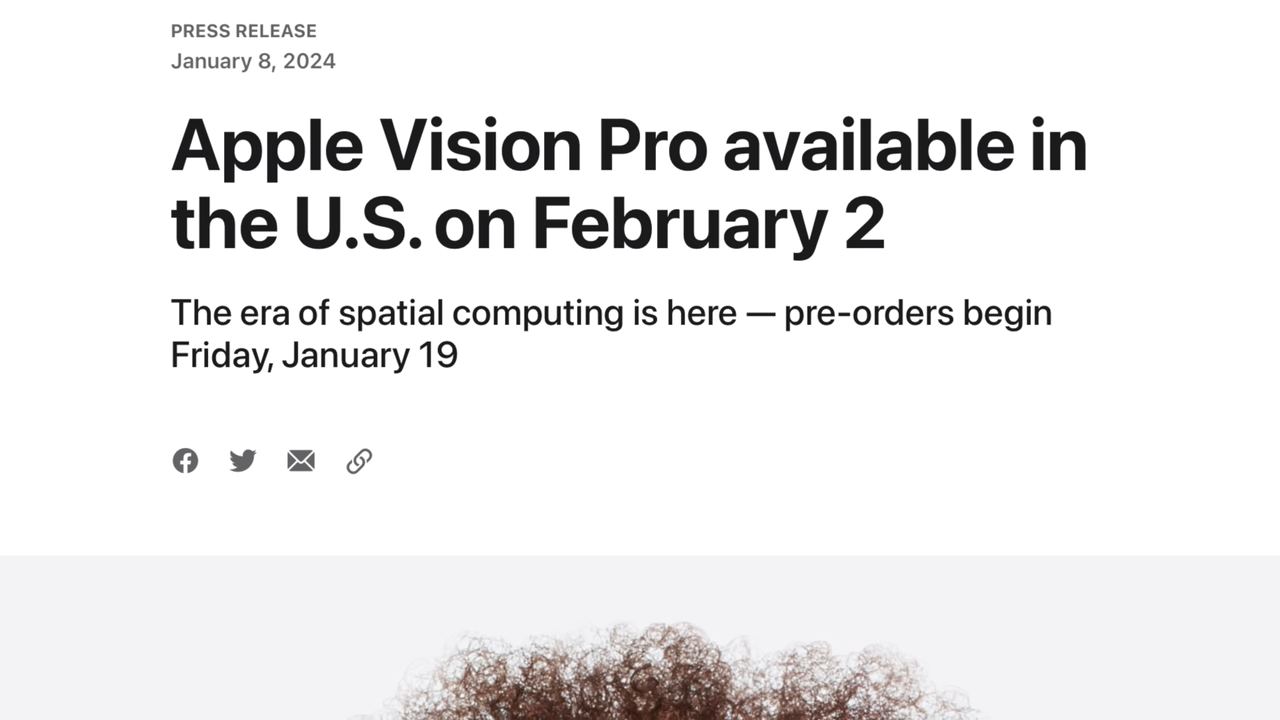 PRESS RELEASE
January 8, 2024
Apple Vision Pro available in
the U.S. on February 2
The era of spatial computing is here — pre-orders begin
Friday, January 19